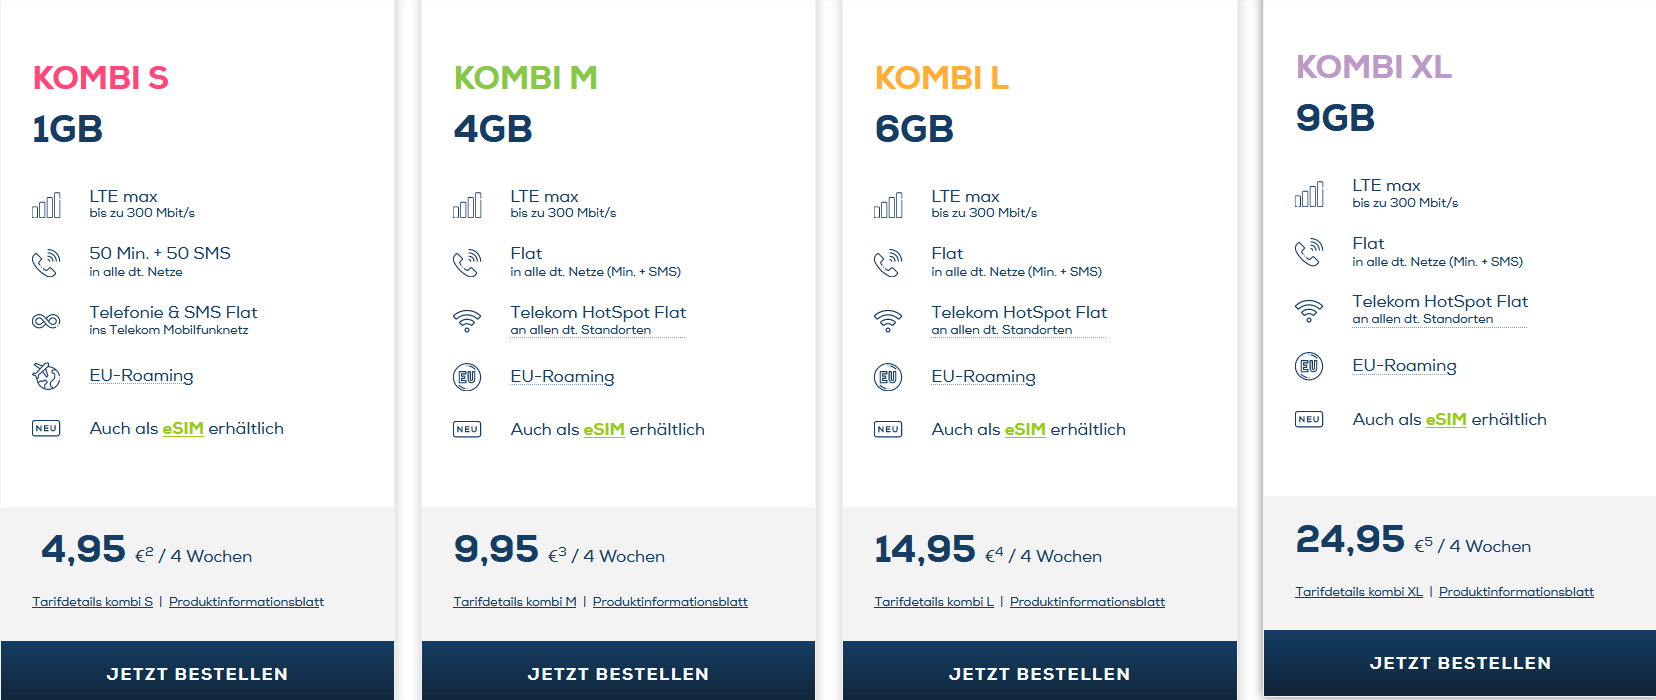 KOMBI S
1GB
LTE max
bis zu 300 Mbit/s
50 Min. + 50 SMS
in alle dt. Netze
Telefonie & SMS Flat
ins Telekom Mobilfunknetz
EU-Roaming
NEU
Auch als eSIM erhältlich
4,95 €2 / 4 Wochen
Tarifdetails kombi S | Produktinformationsblatt
JETZT BESTELLEN
KOMBI M
4GB
LTE max
bis zu 300 Mbit/s
Flat
in alle dt. Netze (Min. + SMS)
Telekom HotSpot Flat
an allen dt. Standorten
EU
EU-Roaming
NEU
Auch als eSIM erhältlich
9,95 €3 / 4 Wochen
Tarifdetails kombi M | Produktinformationsblatt
JETZT BESTELLEN
KOMBI L
6GB
LTE max
bis zu 300 Mbit/s
Flat
in alle dt. Netze (Min. + SMS)
Telekom HotSpot Flat
an allen dt. Standorten
EU
EU-Roaming
NEU
Auch als eSIM erhältlich
14,95 €4 / 4 Wochen
Tarifdetails kombi L | Produktinformationsblatt
JETZT BESTELLEN
KOMBI XL
9GB
LTE max
bis zu 300 Mbit/s
Flat
in alle dt. Netze (Min. + SMS)
Telekom HotSpot Flat
an allen dt. Standorten
EU
EU-Roaming
NEU
Auch als eSIM erhältlich
24,95 €5 / 4 Wochen
Tarifdetails kombi XL | Produktinformationsblatt
JETZT BESTELLEN